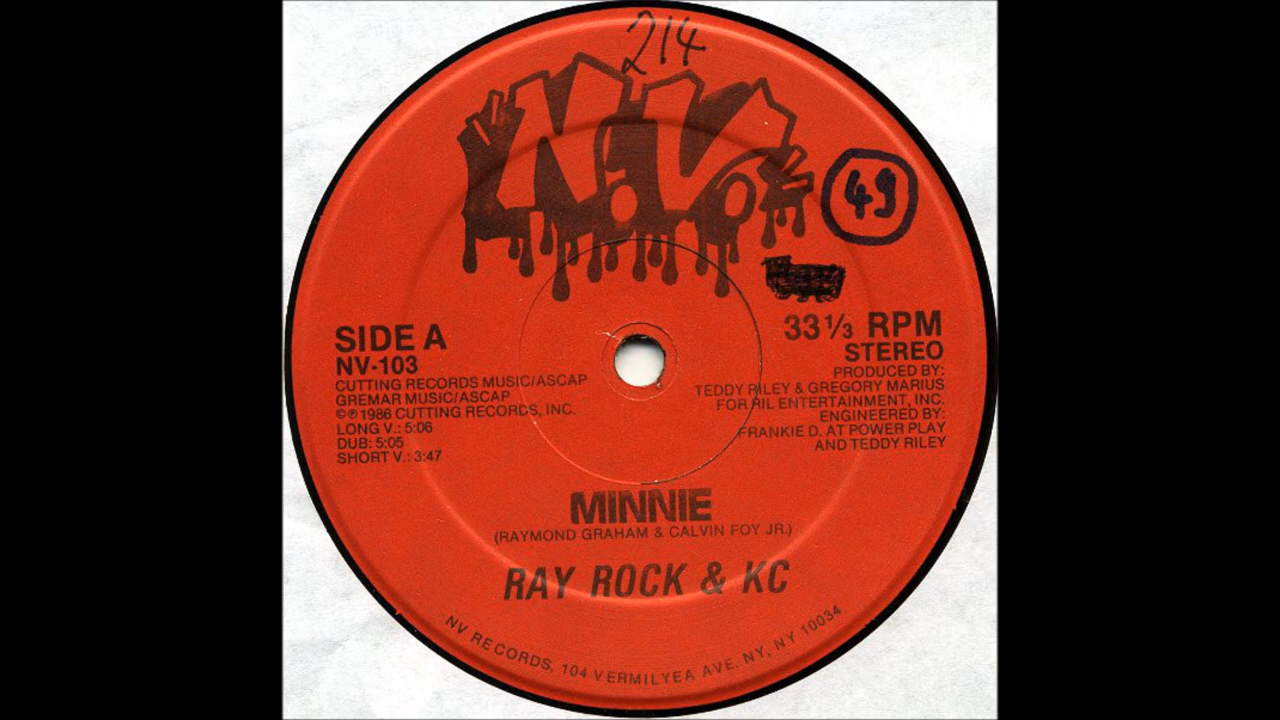 214
"N.V."
49
SIDE A
NV-103
CUTTING RECORDS MUSIC/ASCAP
GREMAR MUSIC/ASCAP
©℗1986 CUTTING RECORDS, INC.
LONG V.: 5:06
DUB: 5:05
SHORT V.: 3:47
33 1/3 RPM
STEREO
PRODUCED BY:
TEDDY RILEY & GREGORY MARIUS
FOR RIL ENTERTAINMENT, INC.
ENGINEERED BY:
FRANKIE D. AT POWER PLAY
AND TEDDY RILEY
MINNIE
(RAYMOND GRAHAM & CALVIN FOY JR.)
RAY ROCK & KC
NV RECORDS, 104 VERMILYEA AVE. NY, NY 10034